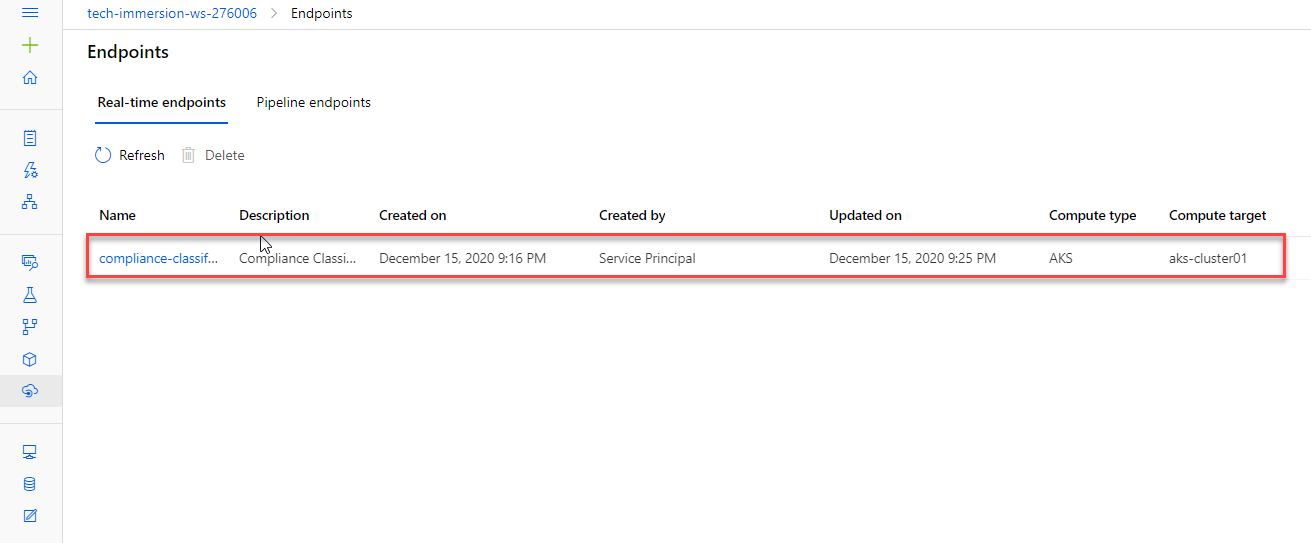 tech-immersion-ws-276006 > Endpoints
Endpoints
Real-time endpoints Pipeline endpoints
Refresh Delete
Name Description Created on Created by Updated on Compute type Compute target
compliance-classif... Compliance Classi... December 15, 2020 9:16 PM Service Principal December 15, 2020 9:25 PM AKS aks-cluster01